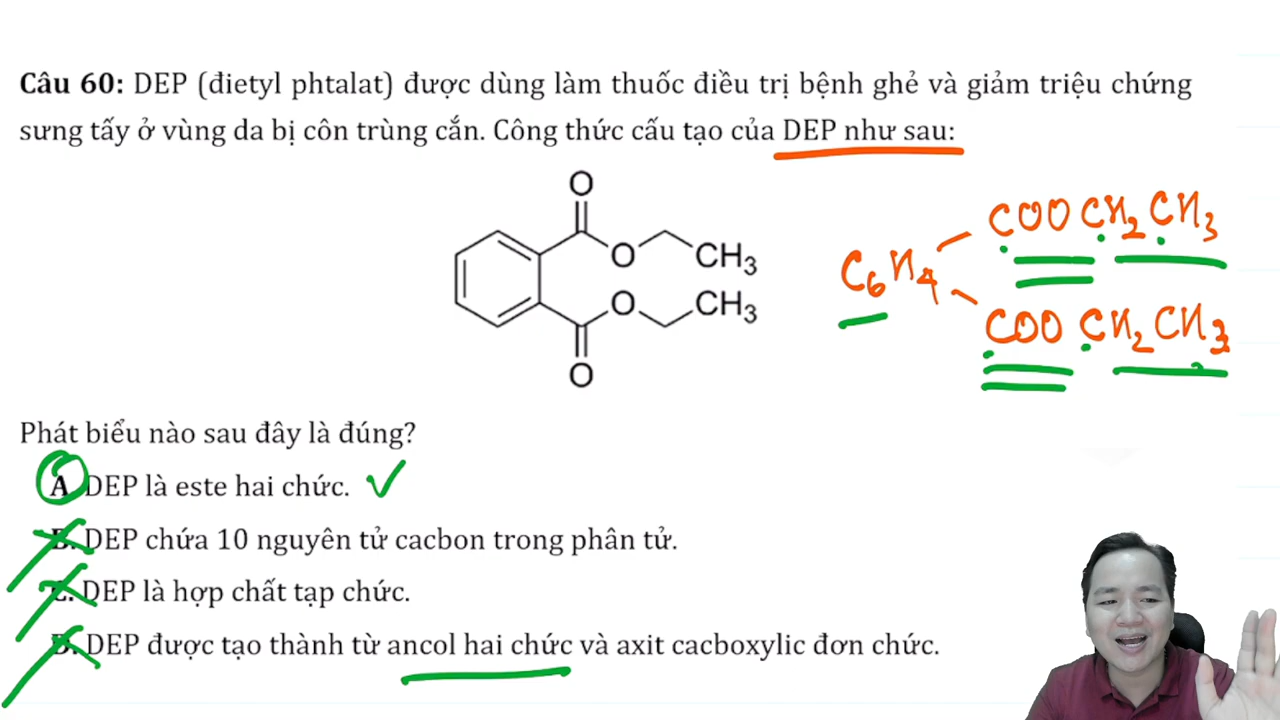 Câu 60: DEP (đietyl phtalat) được dùng làm thuốc điều trị bệnh ghẻ và giảm triệu chứng
sưng tấy ở vùng da bị côn trùng cắn. Công thức cấu tạo của DEP như sau:
O
O CH3
O CH3
O
COOCH2CH3
C6H4
COOCH2CH3
Phát biểu nào sau đây là đúng?
A. DEP là este hai chức.
B. DEP chứa 10 nguyên tử cacbon trong phân tử.
C. DEP là hợp chất tạp chức.
D. DEP được tạo thành từ ancol hai chức và axit cacboxylic đơn chức.